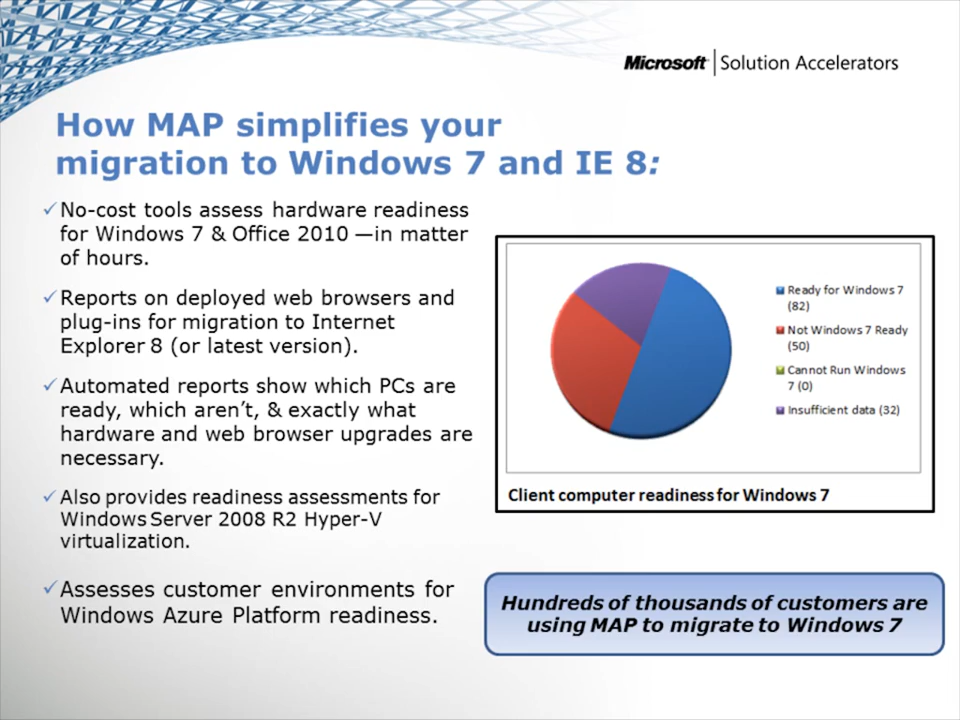 Microsoft | Solution Accelerators
How MAP simplifies your
migration to Windows 7 and IE 8:
✓No-cost tools assess hardware readiness
for Windows 7 & Office 2010 —in matter
of hours.
✓Reports on deployed web browsers and
plug-ins for migration to Internet
Explorer 8 (or latest version).
✓Automated reports show which PCs are
ready, which aren’t, & exactly what
hardware and web browser upgrades are
necessary.
✓Also provides readiness assessments for
Windows Server 2008 R2 Hyper-V
virtualization.
✓Assesses customer environments for
Windows Azure Platform readiness.
Ready for Windows 7
(82)
Not Windows 7 Ready
(50)
Cannot Run Windows
7 (0)
Insufficient data (32)
Client computer readiness for Windows 7
Hundreds of thousands of customers are
using MAP to migrate to Windows 7